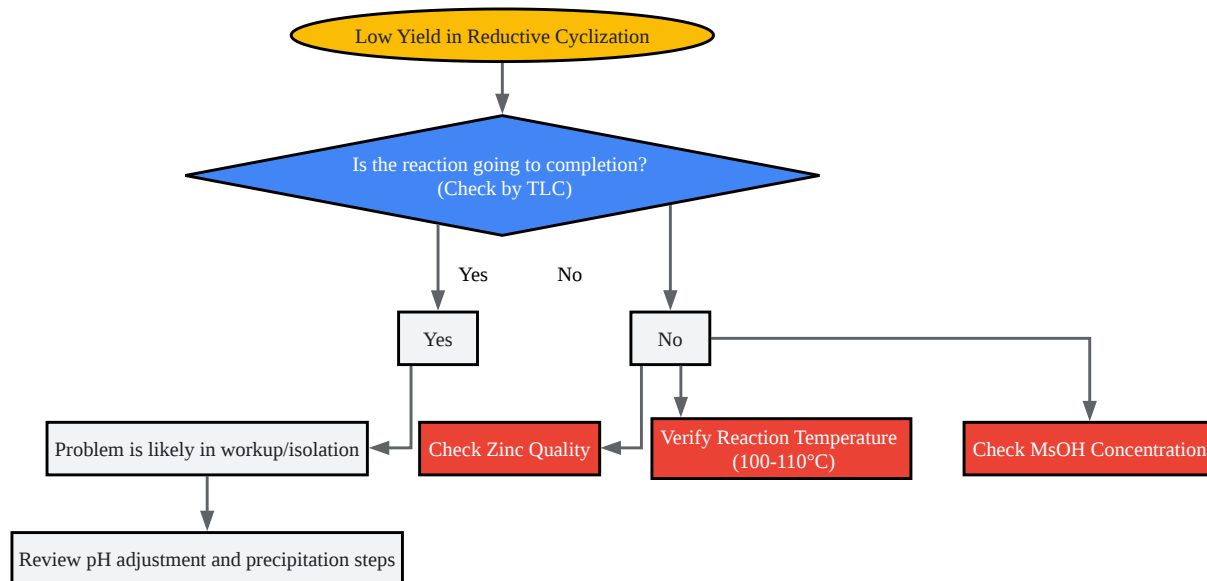 Low Yield in Reductive Cyclization
Is the reaction going to completion?
(Check by TLC)
Yes
No
Yes
No
Problem is likely in workup/isolation
Check Zinc Quality
Verify Reaction Temperature
(100-110°C)
Check MsOH Concentration
Review pH adjustment and precipitation steps